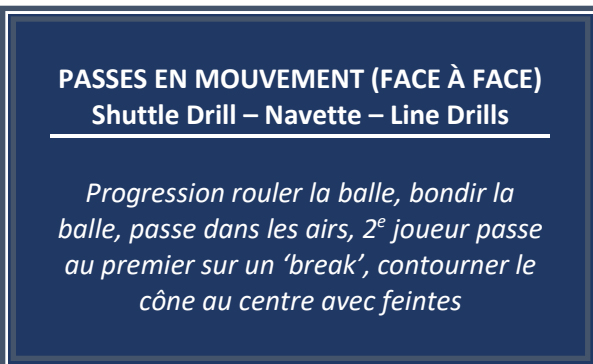 PASSES EN MOUVEMENT (FACE À FACE)
Shuttle Drill – Navette – Line Drills
Progression rouler la balle, bondir la
balle, passe dans les airs, 2e joueur passe
au premier sur un ‘break’, contourner le
cône au centre avec feintes